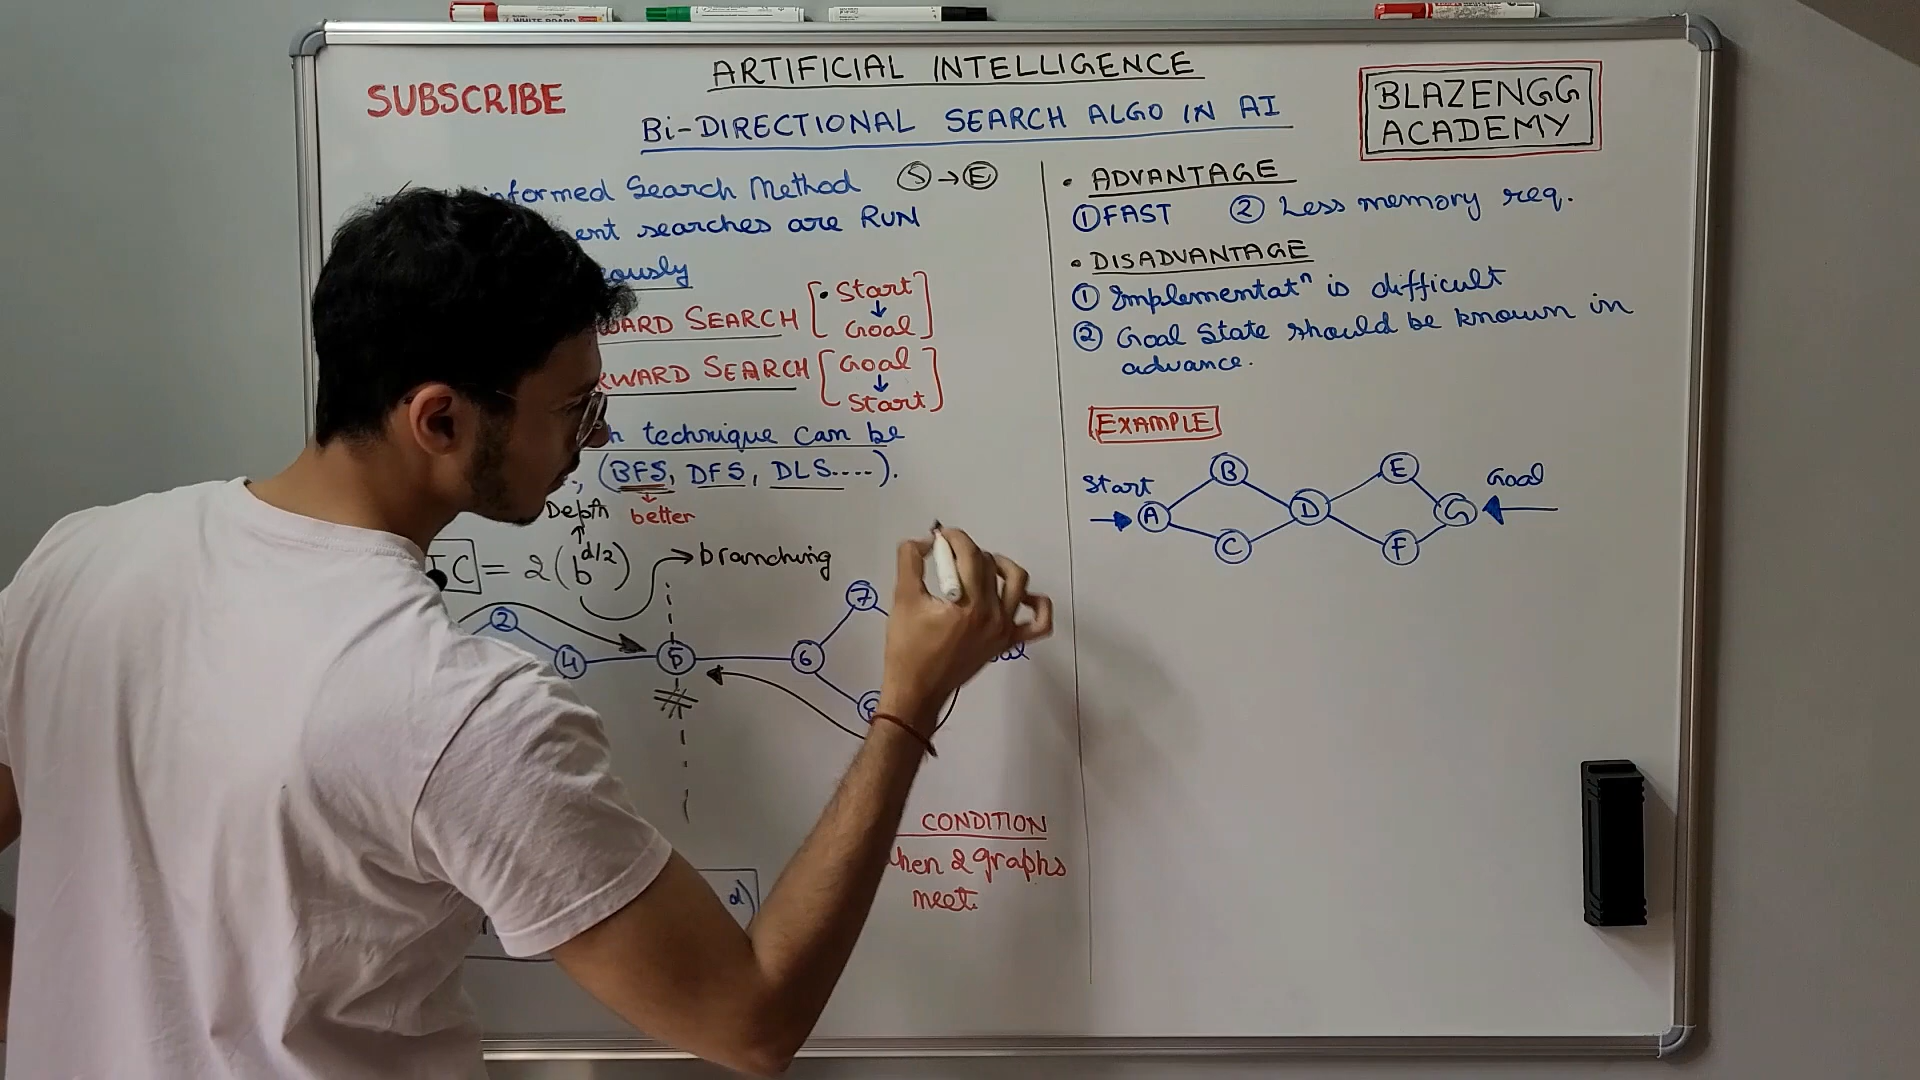 WHITE BOARD
ARTIFICIAL INTELLIGENCE
SUBSCRIBE
Bi-DIRECTIONAL SEARCH ALGO IN AI
BLAZENGG
ACADEMY
informed Search Method S → E
searches are RUN
FORWARD SEARCH [• Start
↓
Goal]
SEARCH [Goal
↓
Start]
technique can be
(BFS, DFS, DLS....).
Depth better
= 2(b^d/2) → branching
2
4
5
6
7
CONDITION
2 graphs
meet.
d)
• ADVANTAGE
① FAST ② Less memory req.
• DISADVANTAGE
① Implementatⁿ is difficult
② Goal State should be known in
advance.
EXAMPLE
Start
Goal
A
B
C
D
E
F
G